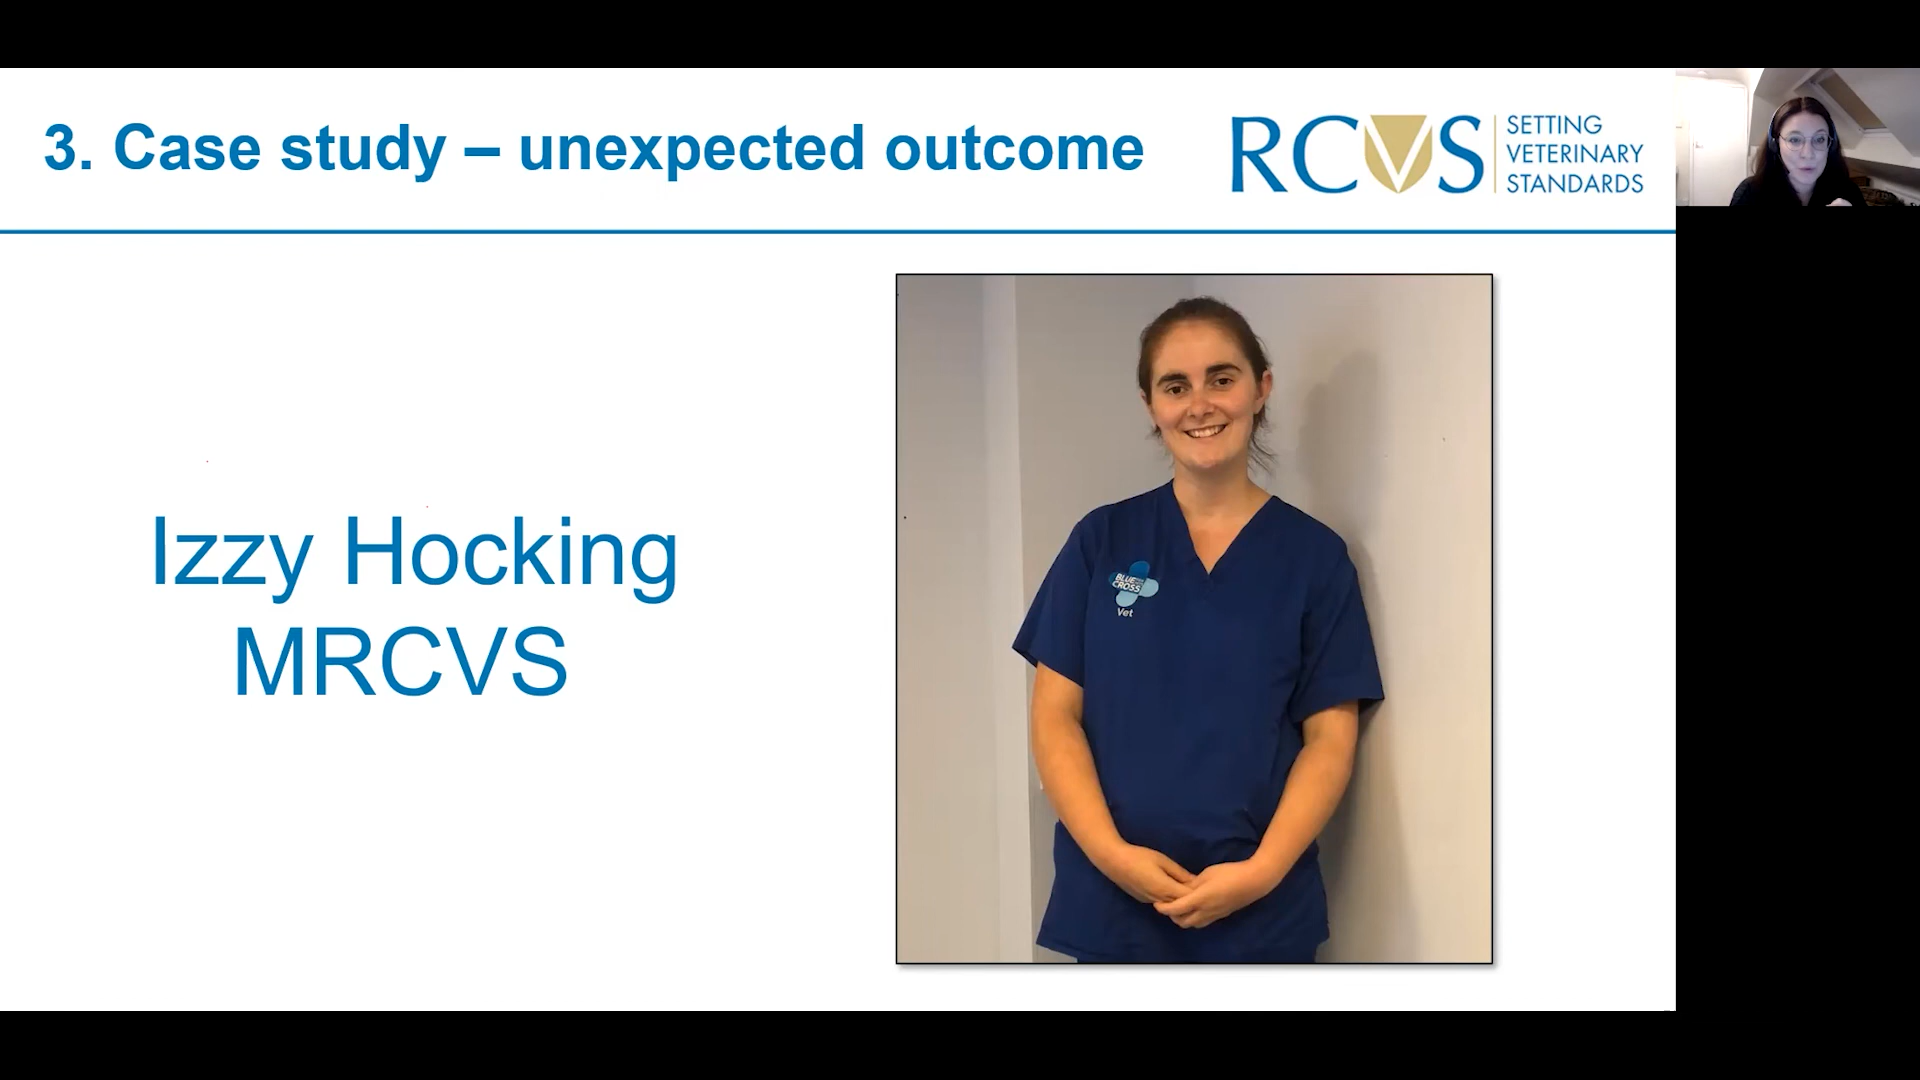 3. Case study – unexpected outcome
RCVS
SETTING
VETERINARY
STANDARDS
Izzy Hocking
MRCVS
BLUE
CROSS
Vet